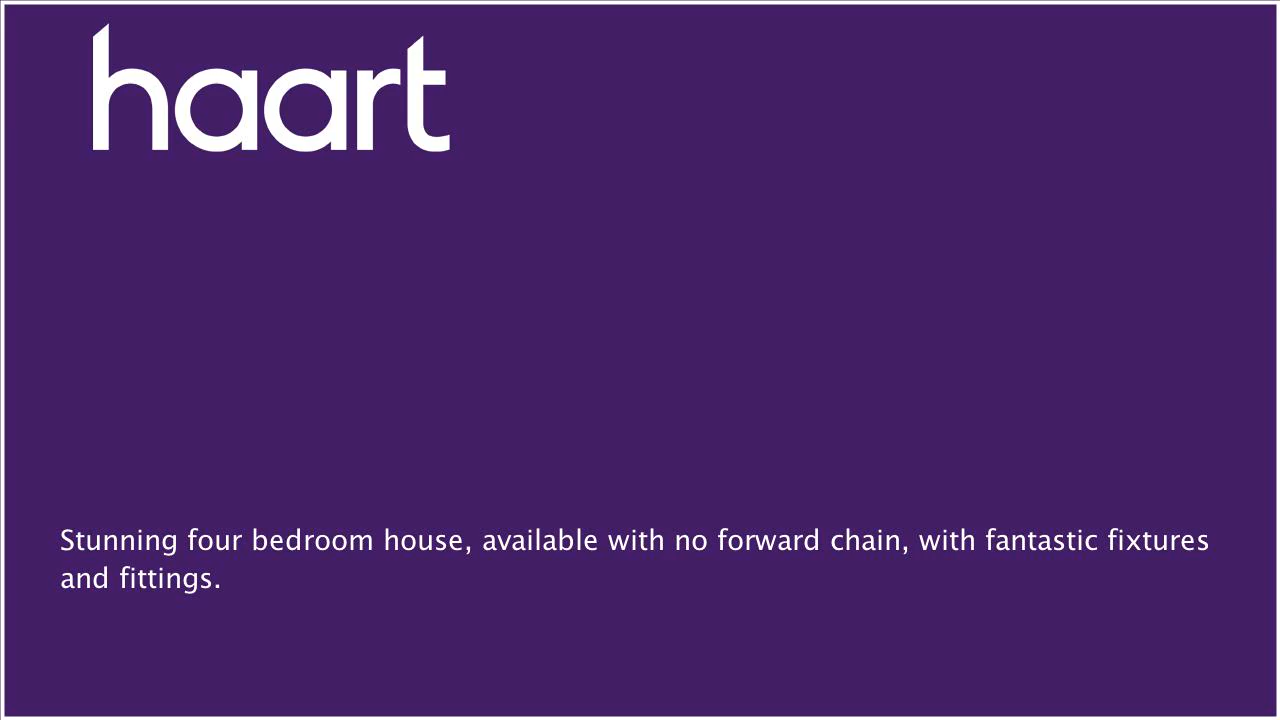 haart
Stunning four bedroom house, available with no forward chain, with fantastic fixtures
and fittings.